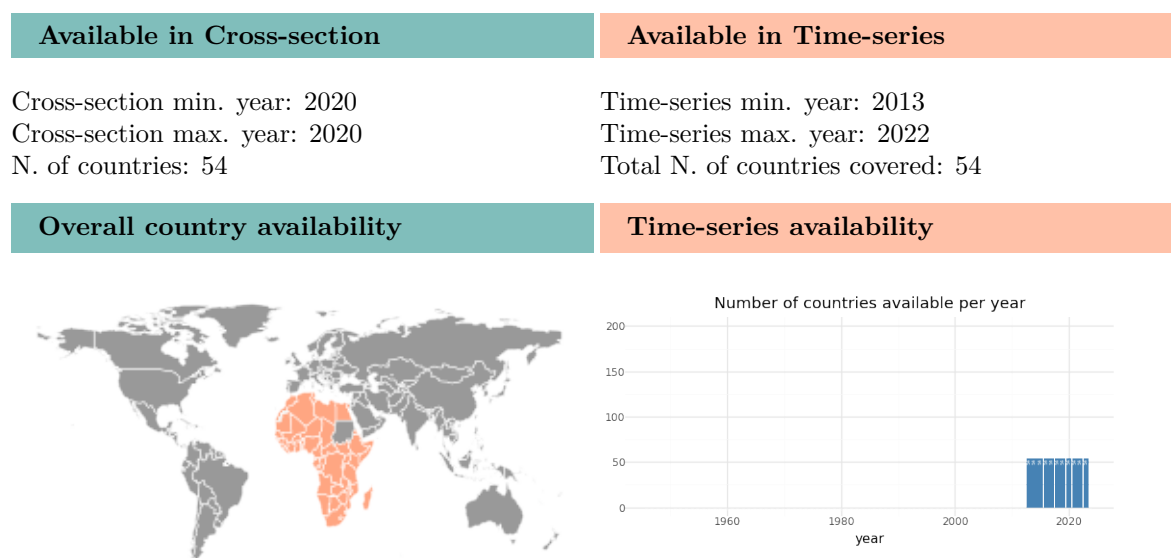 Available in Cross-section
Available in Time-series
Cross-section min. year: 2020
Cross-section max. year: 2020
N. of countries: 54
Time-series min. year: 2013
Time-series max. year: 2022
Total N. of countries covered: 54
Overall country availability
Time-series availability
Number of countries available per year
200
150
100
50
0
1960
1980
2000
2020
year